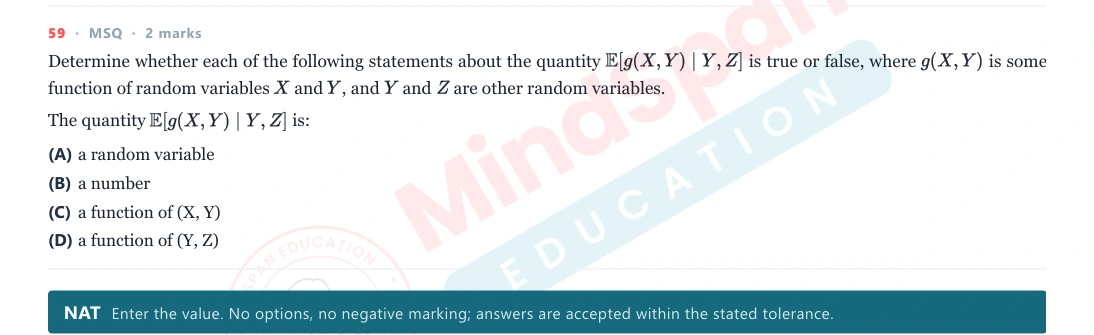 59 · MSQ · 2 marks
Determine whether each of the following statements about the quantity 𝔼[g(X, Y) | Y, Z] is true or false, where g(X, Y) is some
function of random variables X and Y, and Y and Z are other random variables.
The quantity 𝔼[g(X, Y) | Y, Z] is:
(A) a random variable
(B) a number
(C) a function of (X, Y)
(D) a function of (Y, Z)
Mindspan
EDUCATION
SPAN EDUCATION
NAT Enter the value. No options, no negative marking; answers are accepted within the stated tolerance.